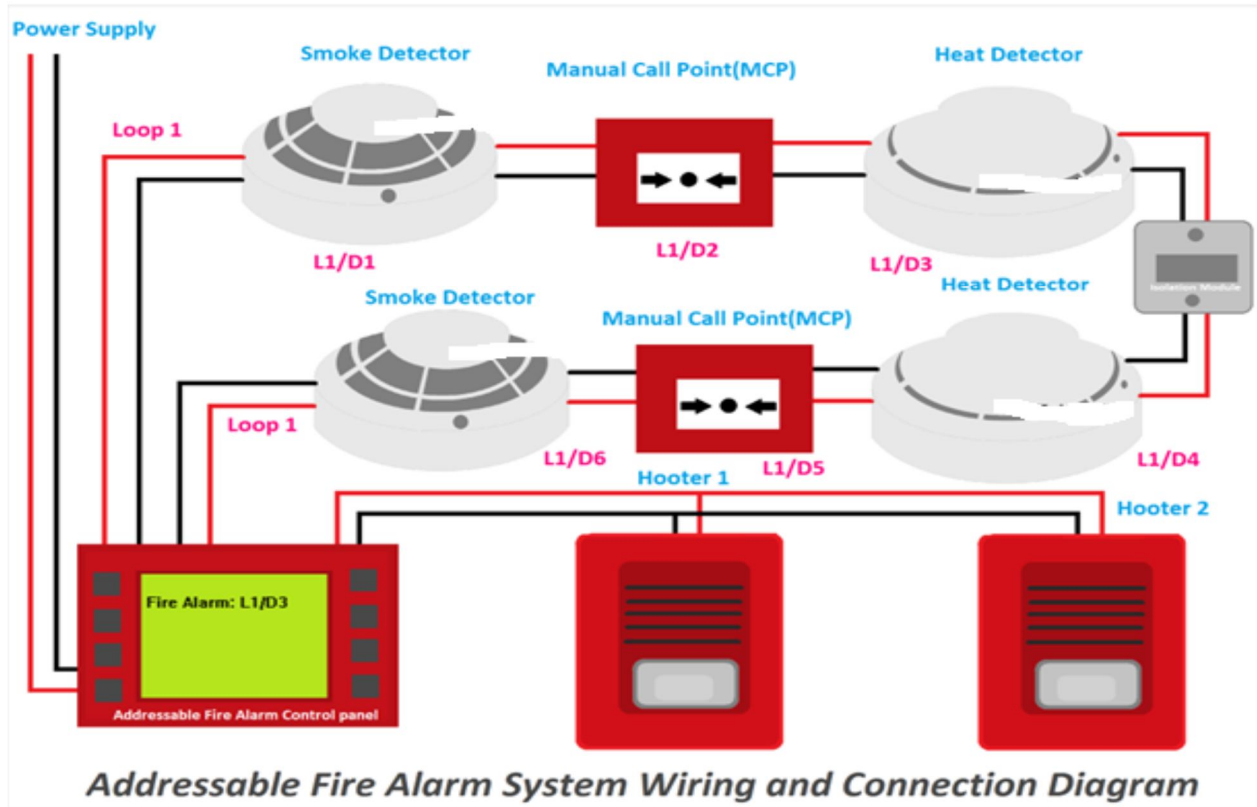 Power Supply
Smoke Detector
Manual Call Point(MCP)
Heat Detector
Loop 1
L1/D1
L1/D2
L1/D3
Isolation Module
Smoke Detector
Manual Call Point(MCP)
Heat Detector
Loop 1
L1/D6
L1/D5
L1/D4
Hooter 1
Hooter 2
Fire Alarm: L1/D3
Addressable Fire Alarm Control panel
Addressable Fire Alarm System Wiring and Connection Diagram